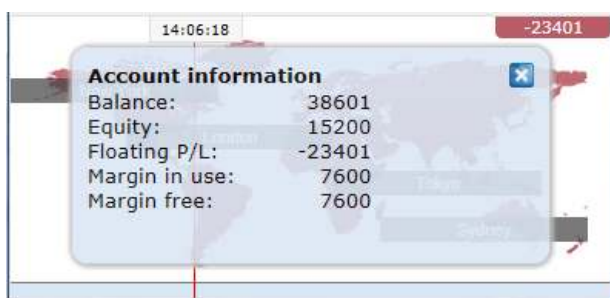 14:06:18
-23401
Account information
Balance: 38601
Equity: 15200
London
Floating P/L: -23401
Margin in use: 7600
Tokyo
Margin free: 7600
Sydney